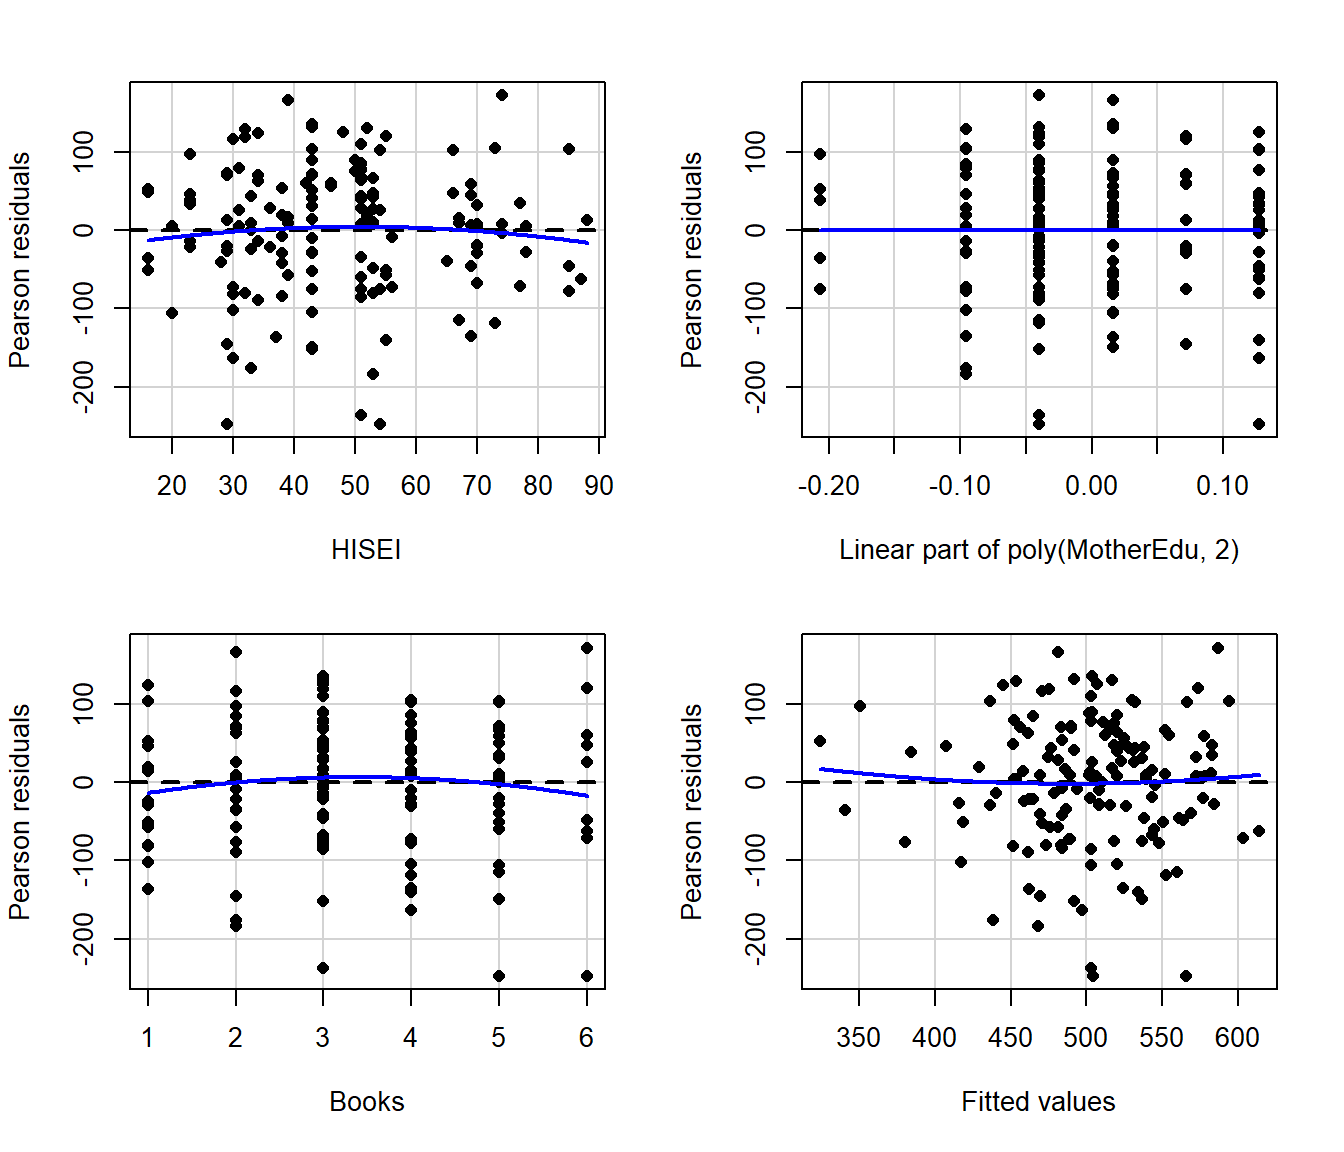 Pearson residuals
100
0
-100
-200
20 30 40 50 60 70 80 90
HISEI
Pearson residuals
100
0
-100
-200
-0.20 -0.10 0.00 0.10
Linear part of poly(MotherEdu, 2)
Pearson residuals
100
0
-100
-200
1 2 3 4 5 6
Books
Pearson residuals
100
0
-100
-200
350 400 450 500 550 600
Fitted values